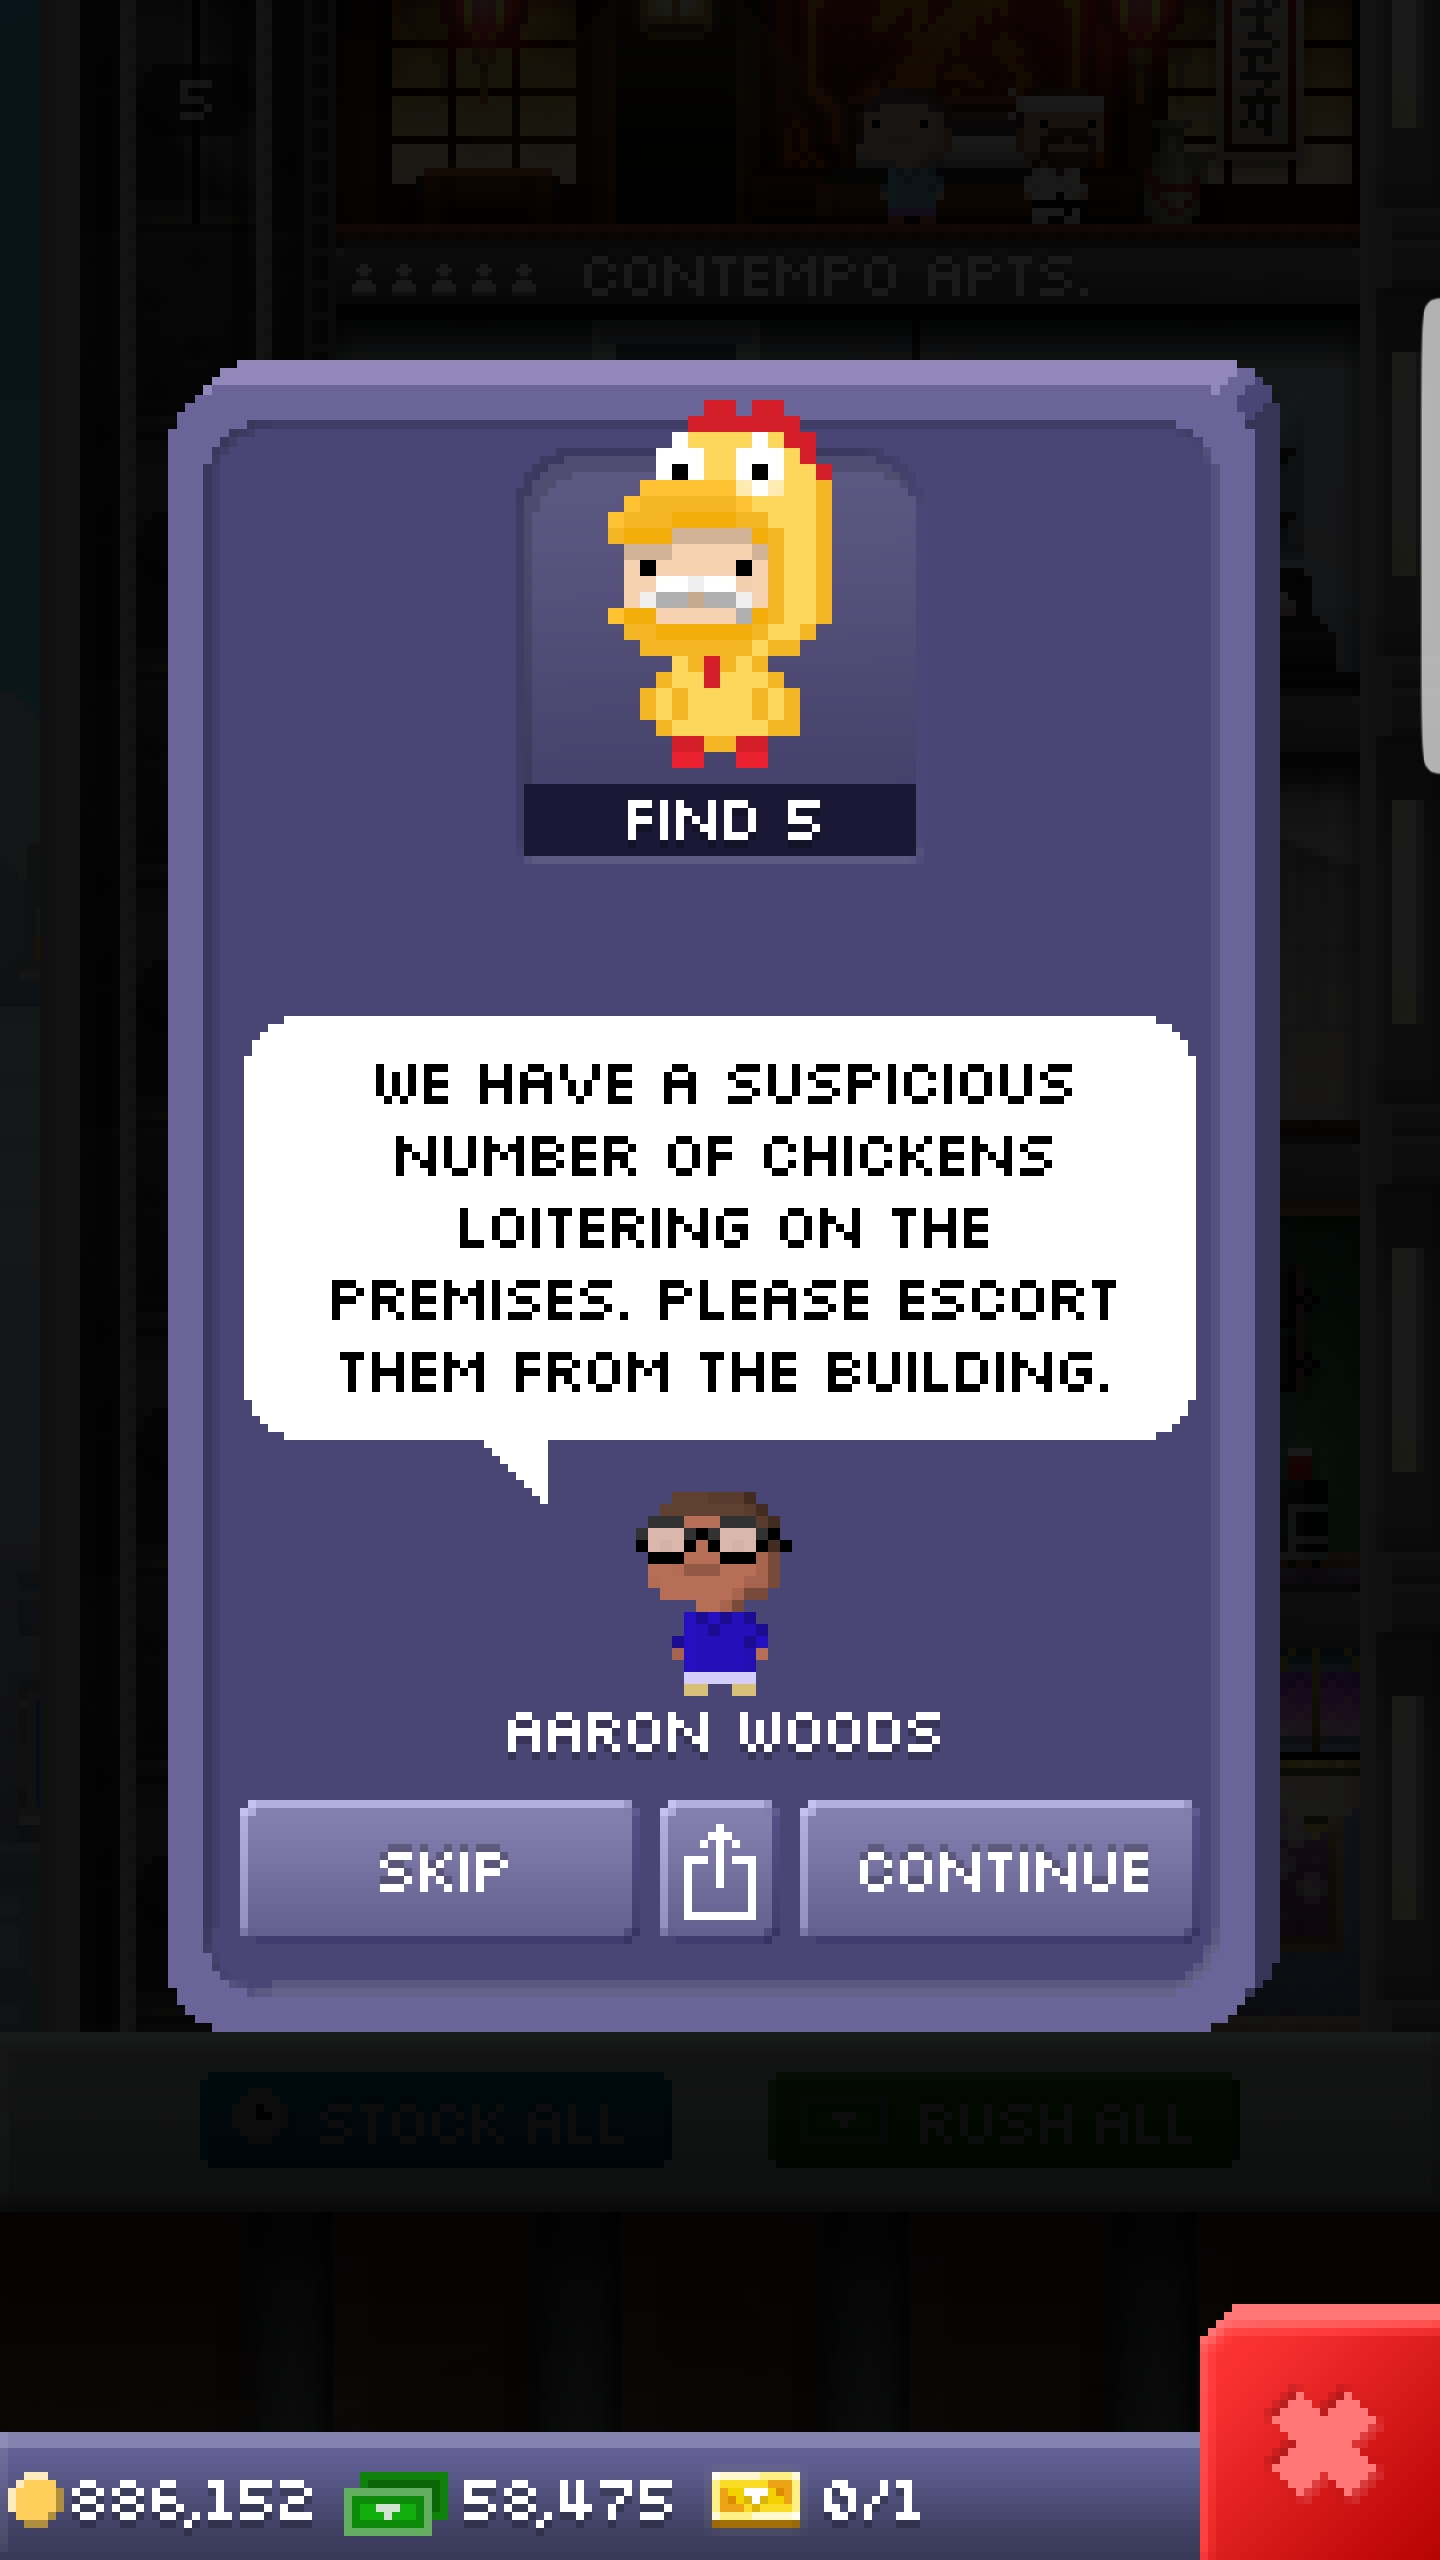 5
CONTEMPO APTS.
FIND 5
WE HAVE A SUSPICIOUS
NUMBER OF CHICKENS
LOITERING ON THE
PREMISES. PLEASE ESCORT
THEM FROM THE BUILDING.
AARON WOODS
SKIP
CONTINUE
STOCK ALL
RUSH ALL
886,152
58,475
0/1